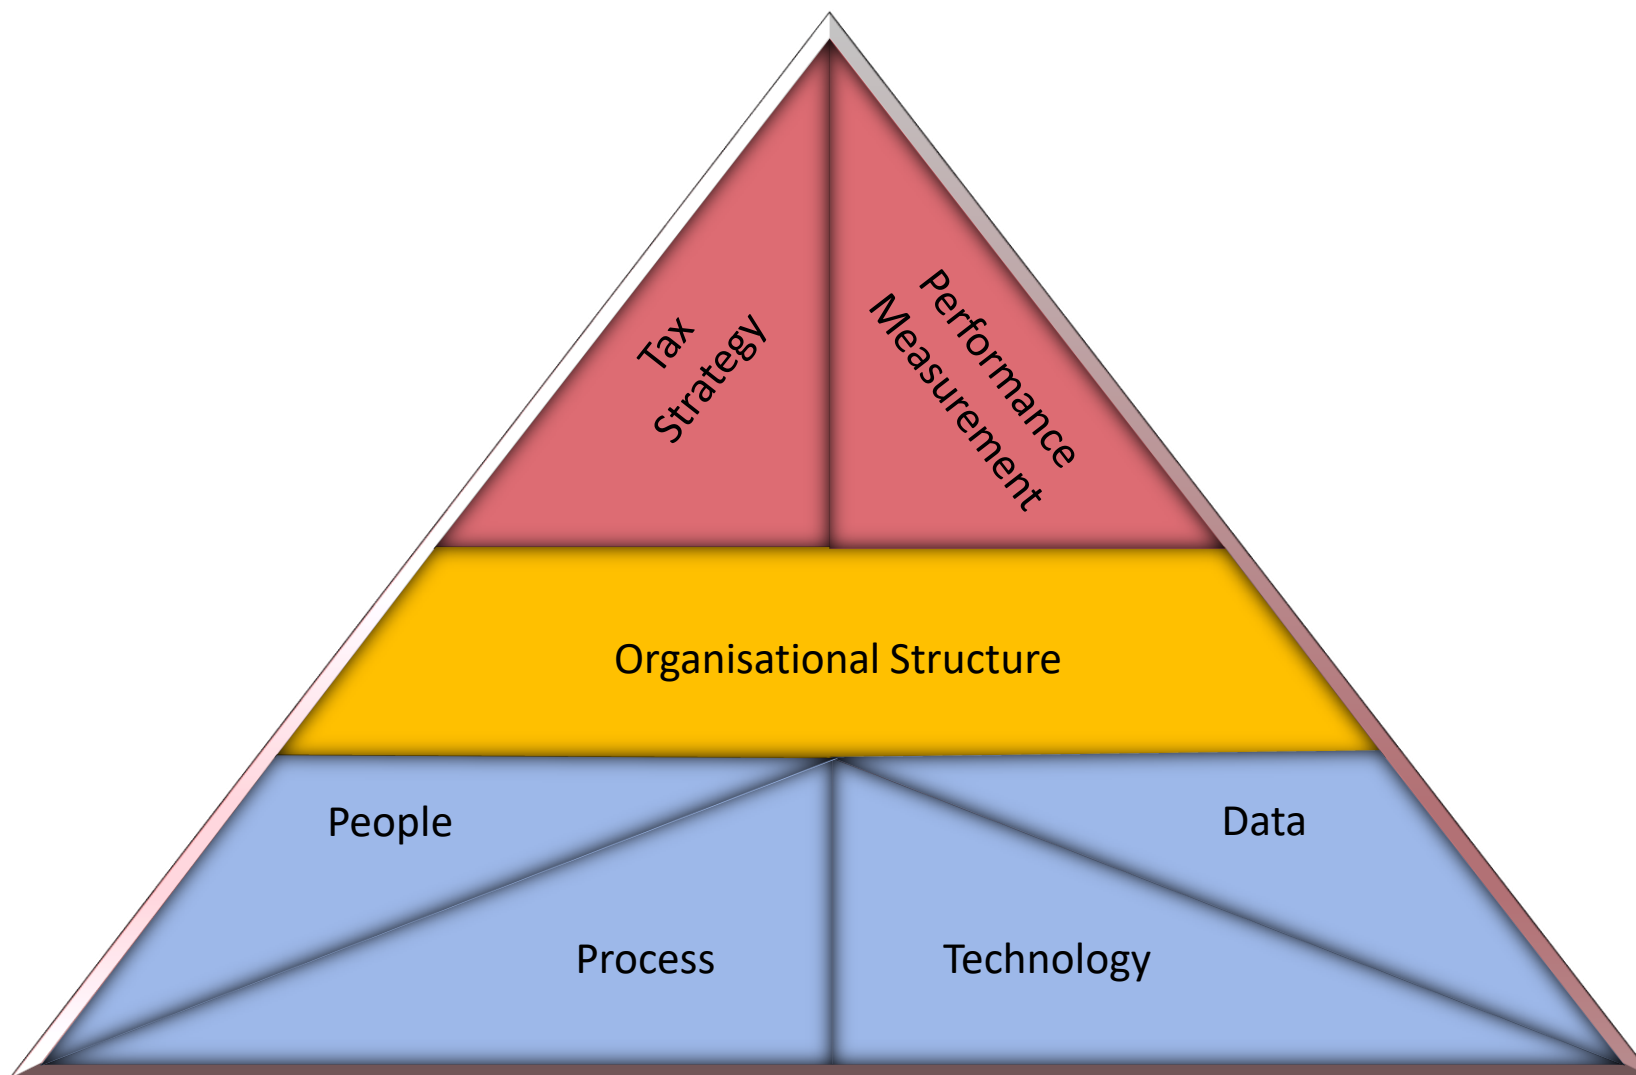 Tax
Strategy
Performance
Measurement
Organisational Structure
People
Data
Process
Technology